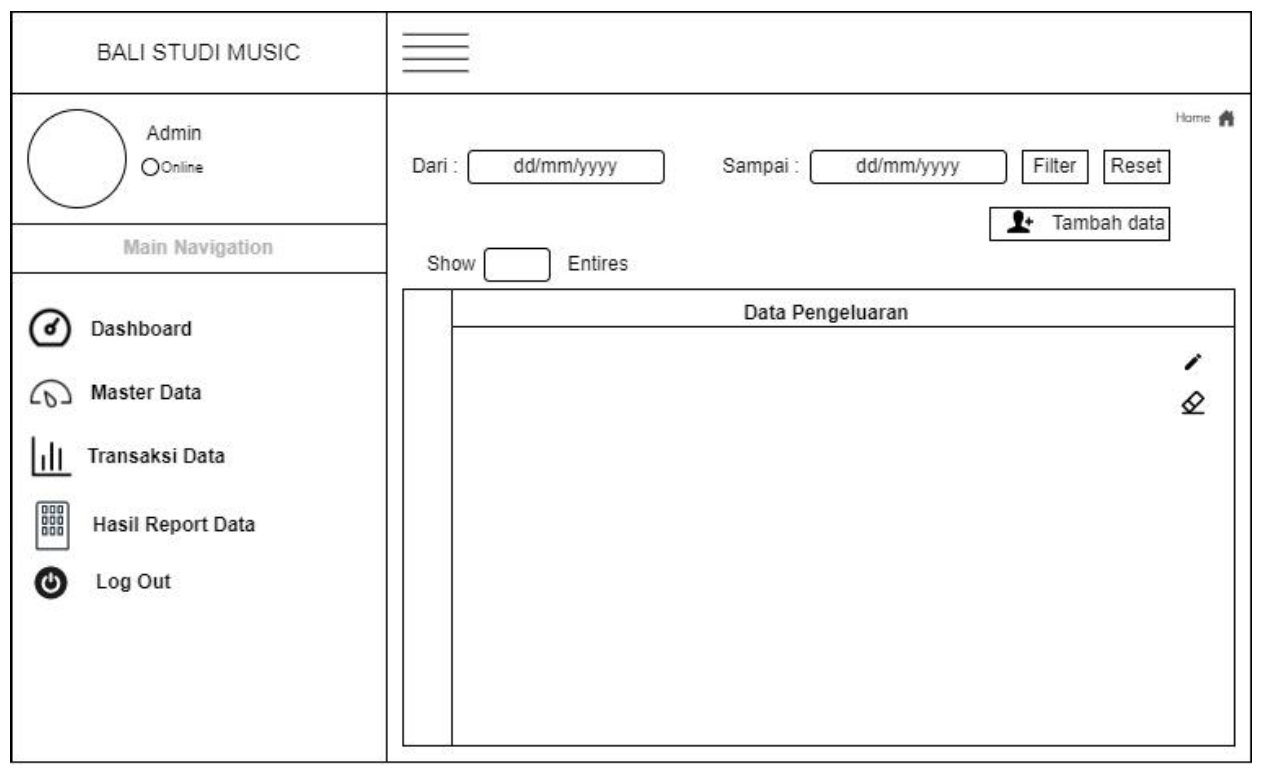 BALI STUDI MUSIC
Admin
Online
Main Navigation
Dashboard
Master Data
Transaksi Data
Hasil Report Data
Log Out
Home
Dari : dd/mm/yyyy Sampai : dd/mm/yyyy Filter Reset
Tambah data
Show Entires
Data Pengeluaran